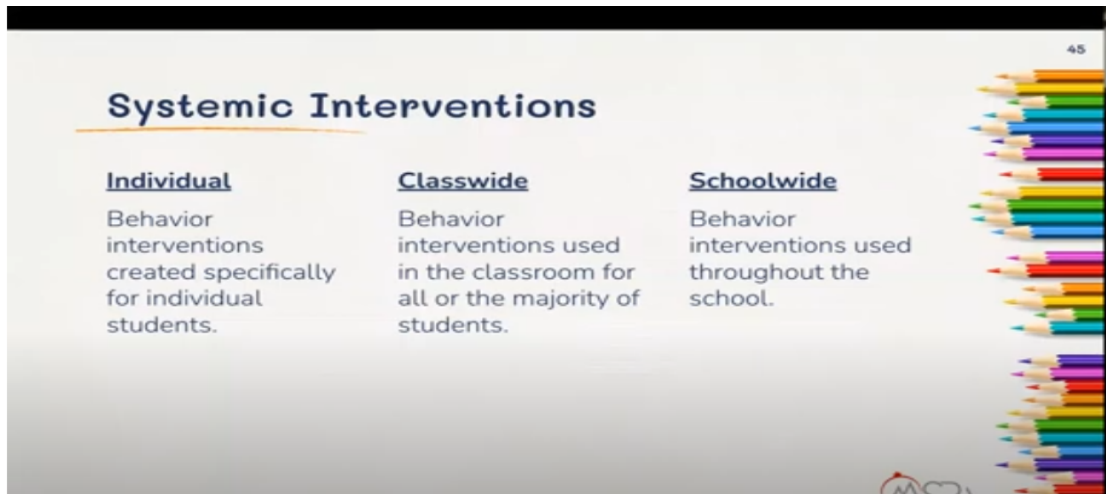 45
Systemic Interventions
Individual
Behavior
interventions
created specifically
for individual
students.
Classwide
Behavior
interventions used
in the classroom for
all or the majority of
students.
Schoolwide
Behavior
interventions used
throughout the
school.